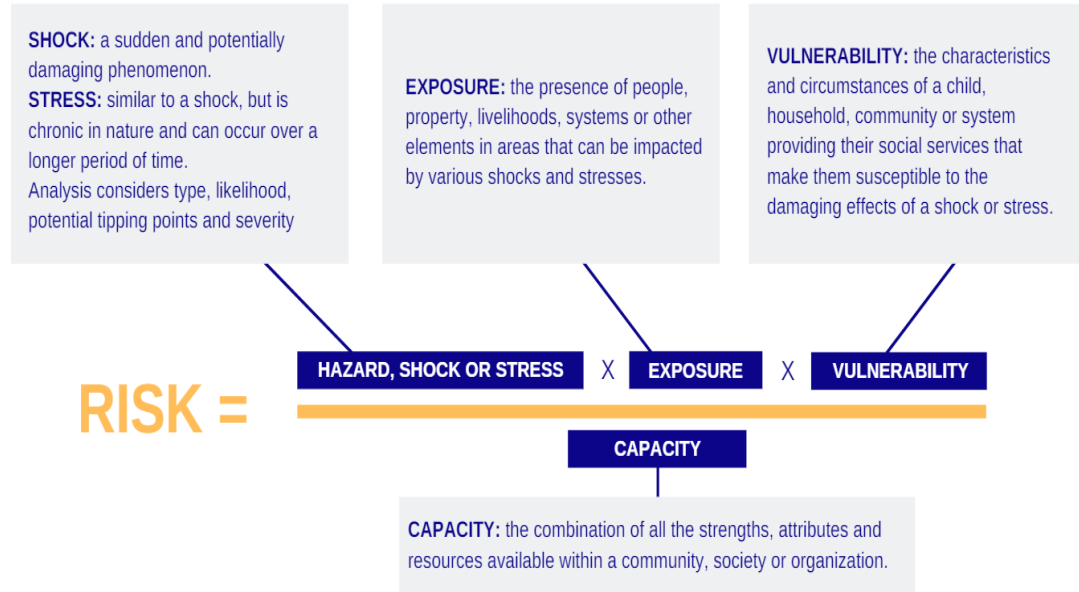 SHOCK: a sudden and potentially
damaging phenomenon.
STRESS: similar to a shock, but is
chronic in nature and can occur over a
longer period of time.
Analysis considers type, likelihood,
potential tipping points and severity
EXPOSURE: the presence of people,
property, livelihoods, systems or other
elements in areas that can be impacted
by various shocks and stresses.
VULNERABILITY: the characteristics
and circumstances of a child,
household, community or system
providing their social services that
make them susceptible to the
damaging effects of a shock or stress.
RISK =
HAZARD, SHOCK OR STRESS X EXPOSURE X VULNERABILITY
CAPACITY
CAPACITY: the combination of all the strengths, attributes and
resources available within a community, society or organization.